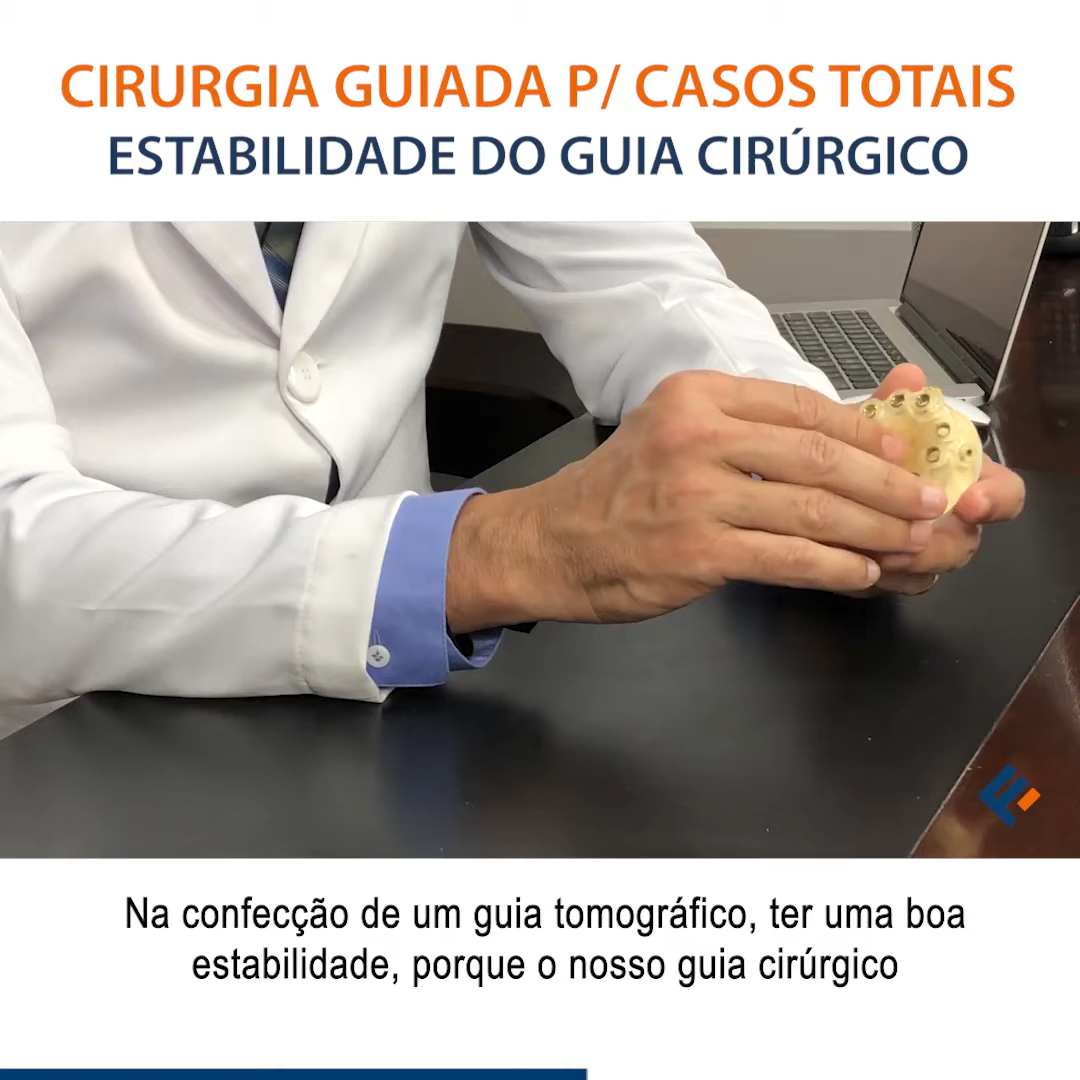 CIRURGIA GUIADA P/ CASOS TOTAIS
ESTABILIDADE DO GUIA CIRÚRGICO
Na confecção de um guia tomográfico, ter uma boa
estabilidade, porque o nosso guia cirúrgico